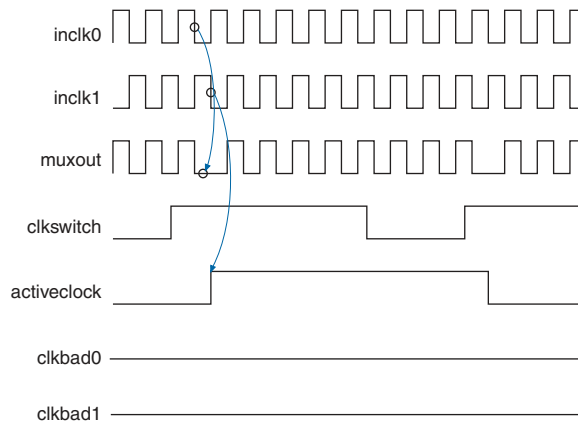 inclk0
inclk1
muxout
clkswitch
activeclock
clkbad0
clkbad1